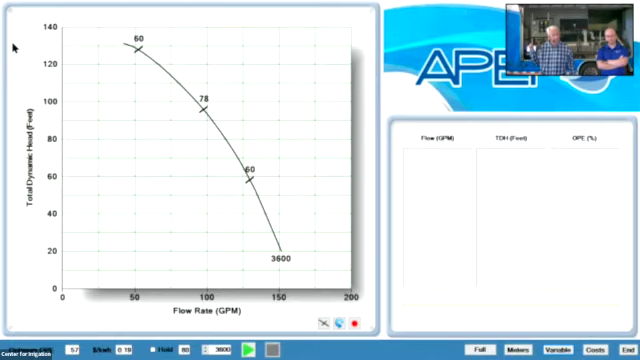 140
120
100
80
60
40
20
0
0 50 100 150 200
60
78
60
3600
Total Dynamic Head (Feet)
Flow Rate (GPM)
Flow (GPM) TDH (Feet) OPE (%)
57 $/kwh 0.18 Hold 80 3600
Full Meters Variable Costs End
Center for Irrigation